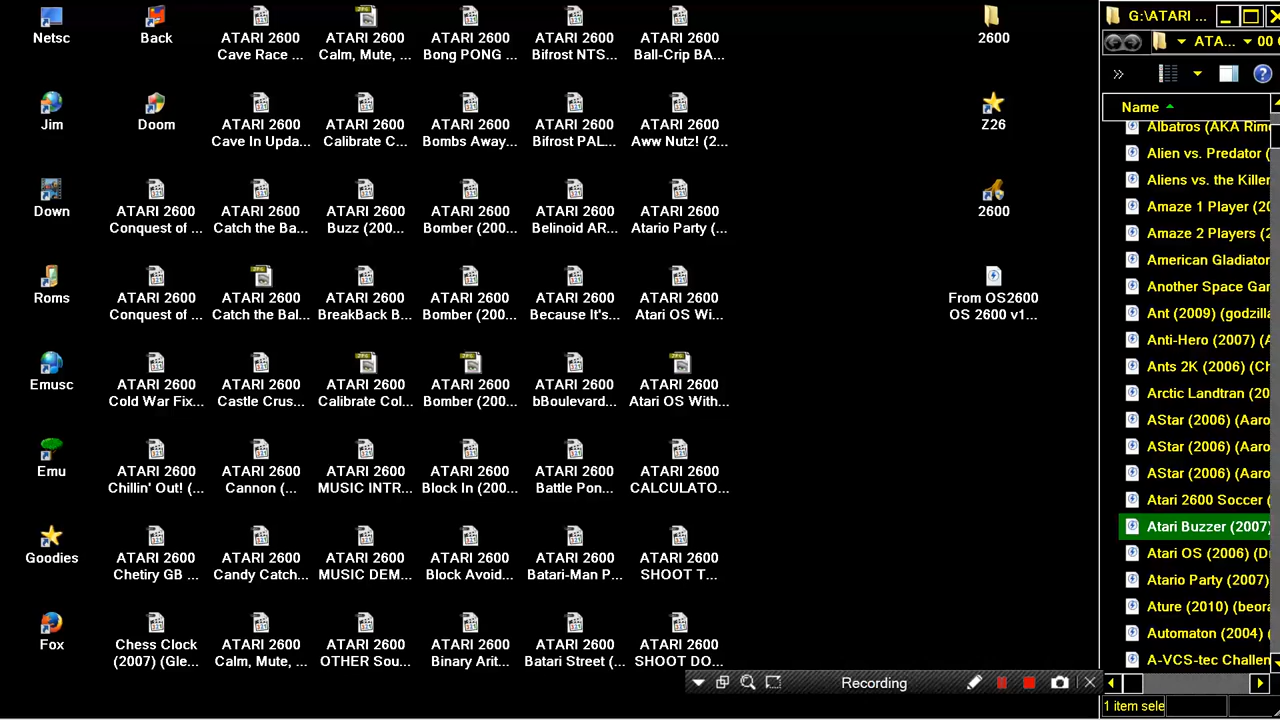 Netsc
Back
ATARI 2600
Cave Race ...
ATARI 2600
Calm, Mute, ...
ATARI 2600
Bong PONG ...
ATARI 2600
Bifrost NTS...
ATARI 2600
Ball-Crip BA...
2600
Jim
Doom
ATARI 2600
Cave In Upda...
ATARI 2600
Calibrate C...
ATARI 2600
Bombs Away...
ATARI 2600
Bifrost PAL...
ATARI 2600
Aww Nutz! (2...
Z26
Down
ATARI 2600
Conquest of ...
ATARI 2600
Catch the Ba...
ATARI 2600
Buzz (200...
ATARI 2600
Bomber (200...
ATARI 2600
Belinoid AR...
ATARI 2600
Atario Party (...
2600
Roms
ATARI 2600
Conquest of ...
ATARI 2600
Catch the Bal...
ATARI 2600
BreakBack B...
ATARI 2600
Bomber (200...
ATARI 2600
Because It's...
ATARI 2600
Atari OS Wi...
From OS2600
OS 2600 v1...
Emusc
ATARI 2600
Cold War Fix...
ATARI 2600
Castle Crus...
ATARI 2600
Calibrate Col...
ATARI 2600
Bomber (200...
ATARI 2600
bBoulevard...
ATARI 2600
Atari OS With...
Emu
ATARI 2600
Chillin' Out! (...
ATARI 2600
Cannon (...
ATARI 2600
MUSIC INTR...
ATARI 2600
Block In (200...
ATARI 2600
Battle Pon...
ATARI 2600
CALCULATO...
Goodies
ATARI 2600
Chetiry GB ...
ATARI 2600
Candy Catch...
ATARI 2600
MUSIC DEM...
ATARI 2600
Block Avoid...
ATARI 2600
Batari-Man P...
ATARI 2600
SHOOT T...
Fox
Chess Clock
(2007) (Gle...
ATARI 2600
Calm, Mute, ...
ATARI 2600
OTHER Sou...
ATARI 2600
Binary Arit...
ATARI 2600
Batari Street (...
ATARI 2600
SHOOT DO...
Recording
G:\ATARI ...
ATA... 00
Name
Albatros (AKA Rim
Alien vs. Predator (
Aliens vs. the Killer
Amaze 1 Player (20
Amaze 2 Players (2
American Gladiator
Another Space Gar
Ant (2009) (godzilla
Anti-Hero (2007) (A
Ants 2K (2006) (Ch
Arctic Landtran (20
AStar (2006) (Aaro
AStar (2006) (Aaro
AStar (2006) (Aaro
Atari 2600 Soccer (
Atari Buzzer (2007)
Atari OS (2006) (D
Atario Party (2007)
Ature (2010) (beora
Automaton (2004) (
A-VCS-tec Challen
1 item sele